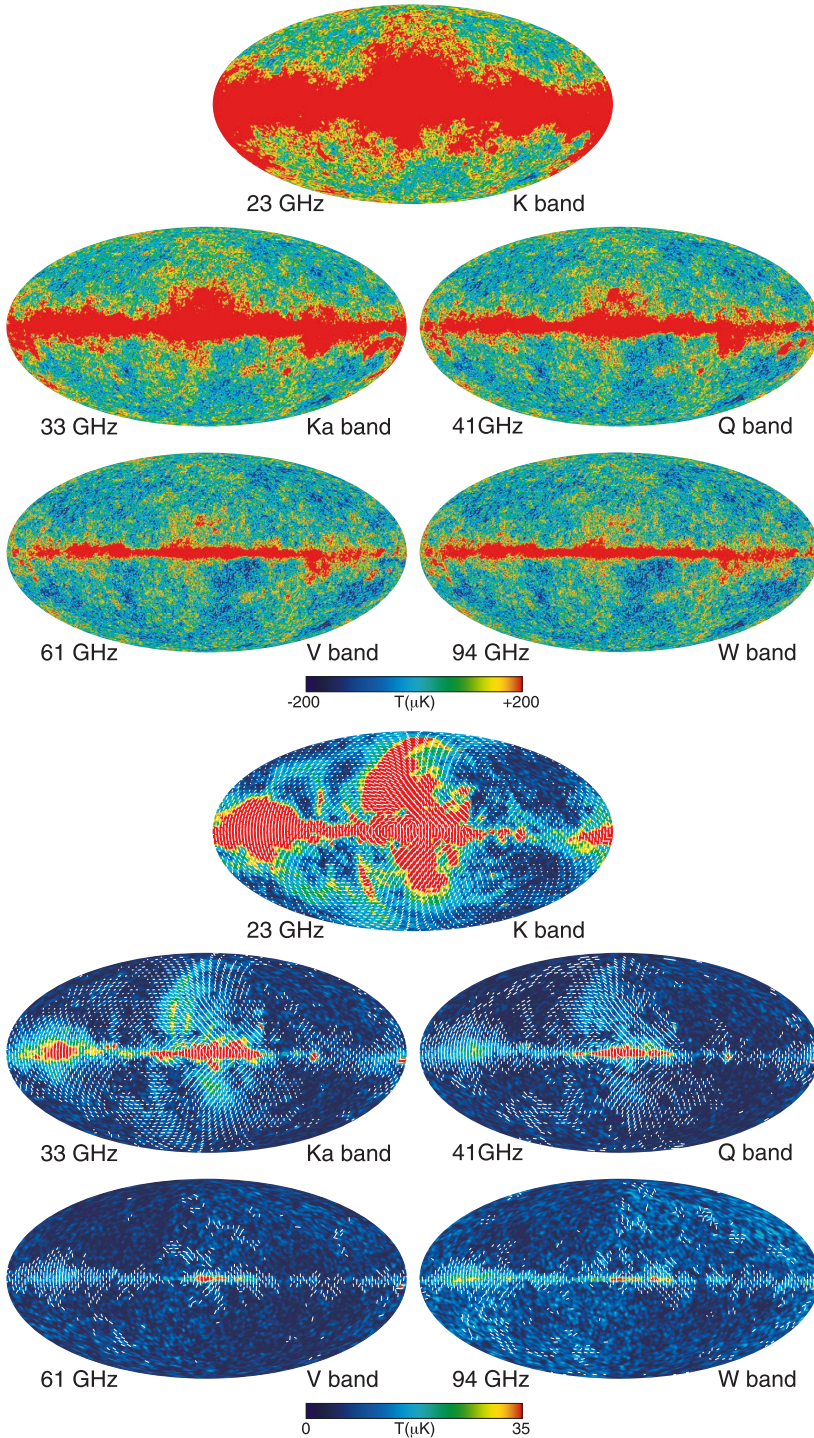 23 GHz K band
33 GHz Ka band 41GHz Q band
61 GHz V band 94 GHz W band
-200 T(μK) +200
23 GHz K band
33 GHz Ka band 41GHz Q band
61 GHz V band 94 GHz W band
0 T(μK) 35